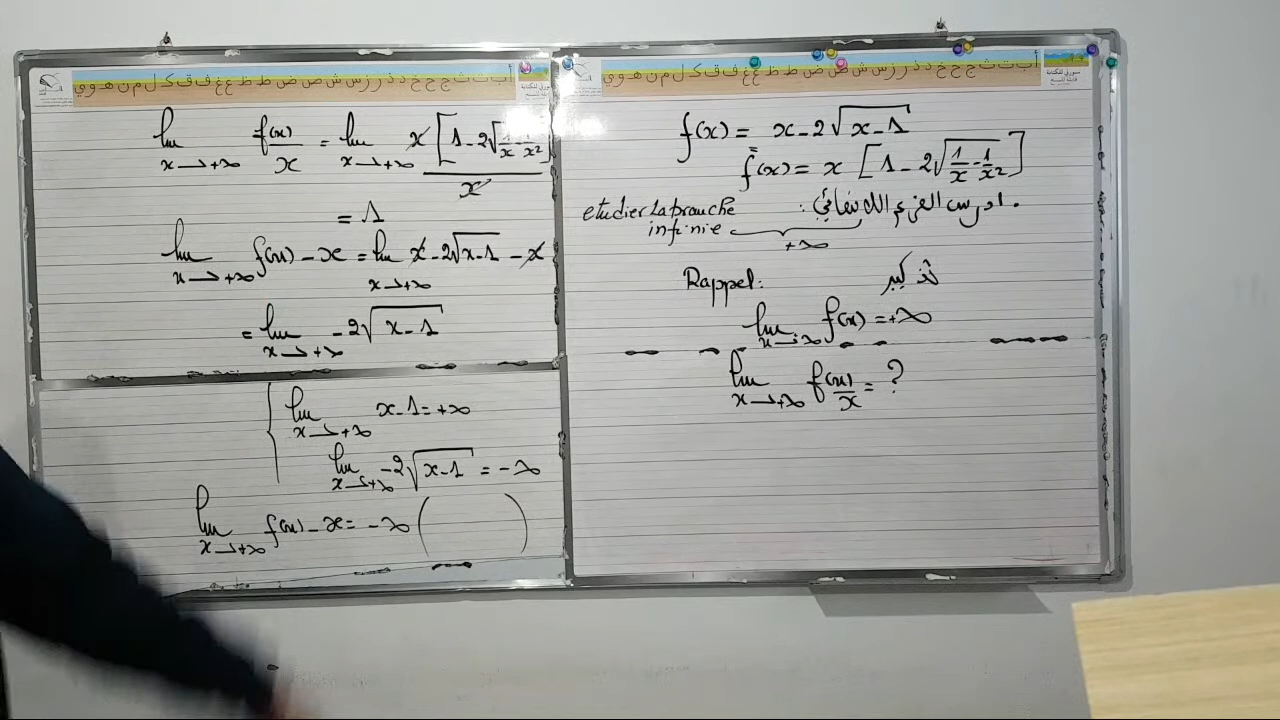 أ ب ت ث ج ح خ د ذ ر ز س ش ص ض ط ظ ع غ ف ق ك ل م ن ه و ي
lim x→+∞ f(x)/x = lim x→+∞ x[1-2√(1/x-1/x²)]/x
= 1
lim x→+∞ f(x)-x = lim x→+∞ x-2√(x-1)-x
= lim x→+∞ -2√(x-1)
lim x→+∞ x-1=+∞
lim x→+∞ -2√(x-1) = -∞
lim x→+∞ f(x)-x= -∞ ( )
أ ب ت ث ج ح خ د ذ ر ز س ش ص ض ط ظ ع غ ف ق ك ل م ن ه و ي
f(x) = x-2√(x-1)
f(x) = x [1-2√(1/x-1/x²)]
etudier la branche ادرس الفرع اللانهائي :
infinie
+∞
Rappel: تذكير
lim x→+∞ f(x) =+∞
lim x→+∞ f(x)/x = ?